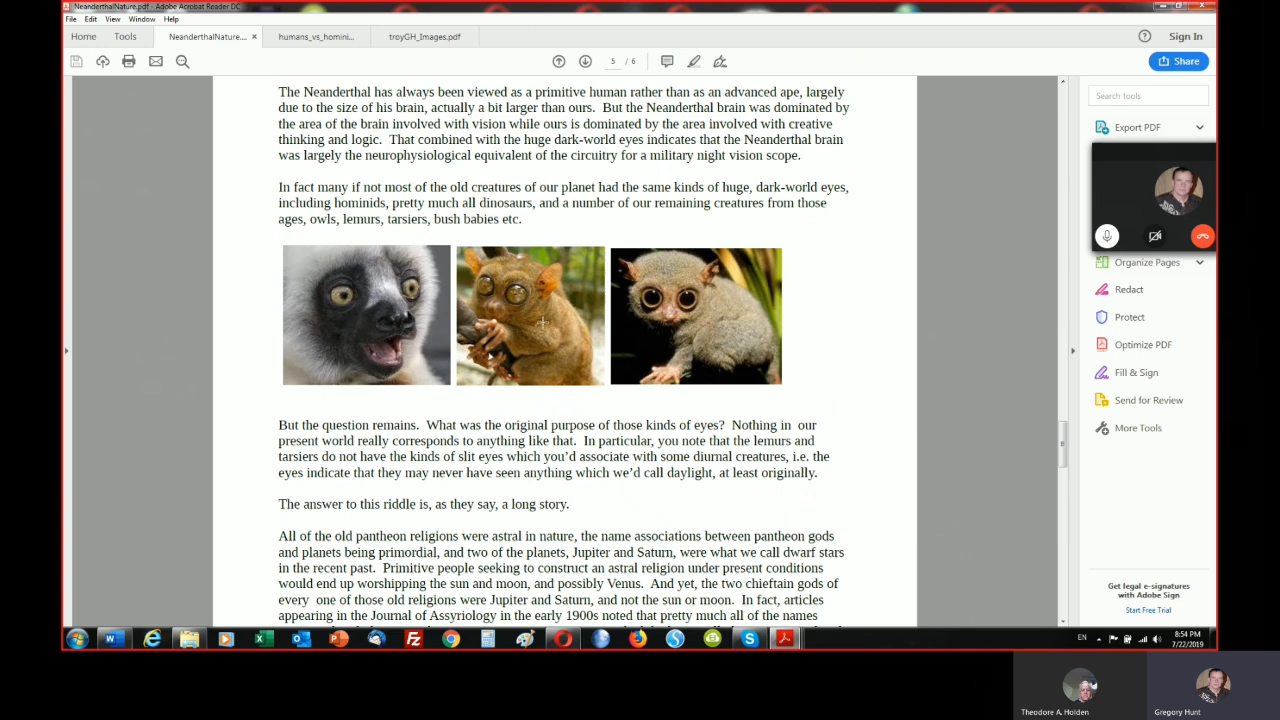 NeanderthalNature.pdf - Adobe Acrobat Reader DC
File Edit View Window Help
Home Tools NeanderthalNature.... × humans_vs_homini... troyGH_Images.pdf Sign In
5 / 6 Share
The Neanderthal has always been viewed as a primitive human rather than as an advanced ape, largely
due to the size of his brain, actually a bit larger than ours. But the Neanderthal brain was dominated by
the area of the brain involved with vision while ours is dominated by the area involved with creative
thinking and logic. That combined with the huge dark-world eyes indicates that the Neanderthal brain
was largely the neurophysiological equivalent of the circuitry for a military night vision scope.
In fact many if not most of the old creatures of our planet had the same kinds of huge, dark-world eyes,
including hominids, pretty much all dinosaurs, and a number of our remaining creatures from those
ages, owls, lemurs, tarsiers, bush babies etc.
But the question remains. What was the original purpose of those kinds of eyes? Nothing in our
present world really corresponds to anything like that. In particular, you note that the lemurs and
tarsiers do not have the kinds of slit eyes which you'd associate with some diurnal creatures, i.e. the
eyes indicate that they may never have seen anything which we'd call daylight, at least originally.
The answer to this riddle is, as they say, a long story.
All of the old pantheon religions were astral in nature, the name associations between pantheon gods
and planets being primordial, and two of the planets, Jupiter and Saturn, were what we call dwarf stars
in the recent past. Primitive people seeking to construct an astral religion under present conditions
would end up worshipping the sun and moon, and possibly Venus. And yet, the two chieftain gods of
every one of those old religions were Jupiter and Saturn, and not the sun or moon. In fact, articles
appearing in the Journal of Assyriology in the early 1900s noted that pretty much all of the names
Search tools
Export PDF
Organize Pages
Redact
Protect
Optimize PDF
Fill & Sign
Send for Review
More Tools
Get legal e-signatures
with Adobe Sign
Start Free Trial
EN
8:54 PM
7/22/2019
Theodore A. Holden
Gregory Hunt